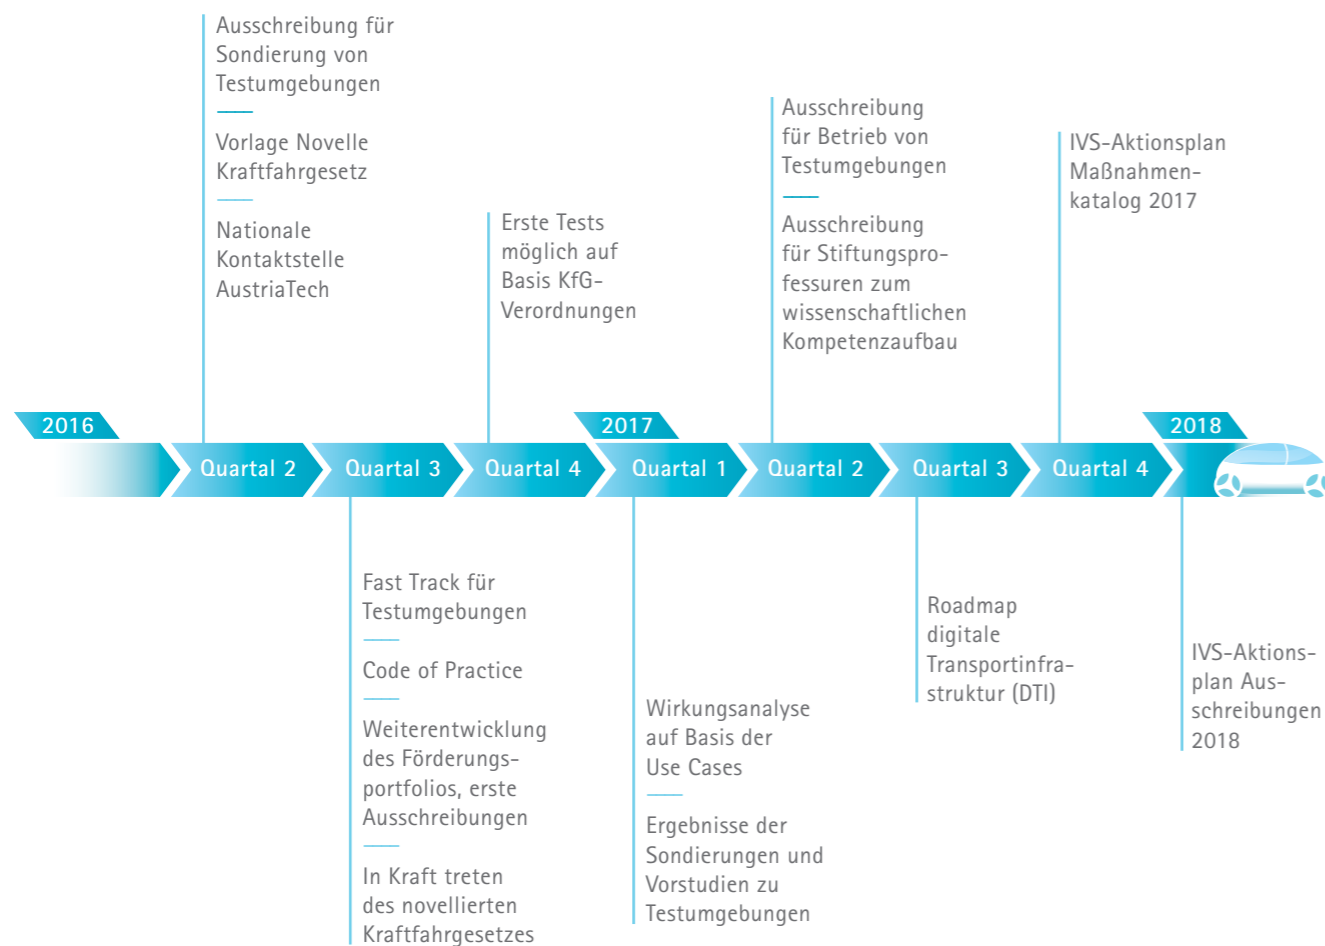 Ausschreibung für
Sondierung von
Testumgebungen
Vorlage Novelle
Kraftfahrgesetz
Nationale
Kontaktstelle
AustriaTech
Erste Tests
möglich auf
Basis KfG-
Verordnungen
Ausschreibung
für Betrieb von
Testumgebungen
Ausschreibung
für Stiftungspro-
fessuren zum
wissenschaftlichen
Kompetenzaufbau
IVS-Aktionsplan
Maßnahmen-
katalog 2017
2016
2017
2018
Quartal 2
Quartal 3
Quartal 4
Quartal 1
Quartal 2
Quartal 3
Quartal 4
Fast Track für
Testumgebungen
Code of Practice
Weiterentwicklung
des Förderungs-
portfolios, erste
Ausschreibungen
In Kraft treten
des novellierten
Kraftfahrgesetzes
Wirkungsanalyse
auf Basis der
Use Cases
Ergebnisse der
Sondierungen und
Vorstudien zu
Testumgebungen
Roadmap
digitale
Transportinfra-
struktur (DTI)
IVS-Aktions-
plan Aus-
schreibungen
2018